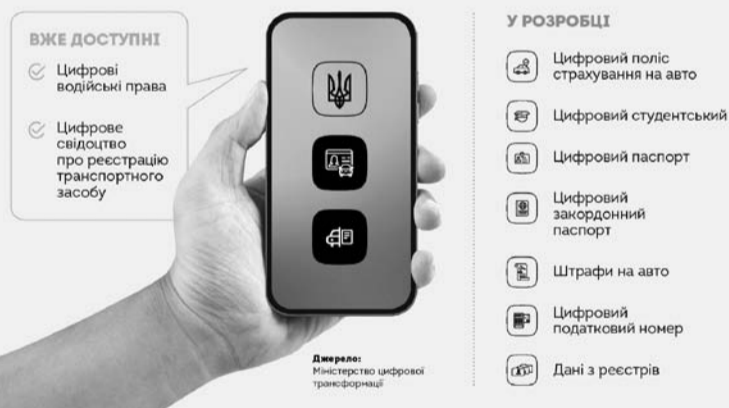 ВЖЕ ДОСТУПНІ
Цифрові
водійські права
Цифрове
свідоцтво
про реєстрацію
транспортного
засобу
Джерело:
Міністерство цифрової
трансформації
У РОЗРОБЦІ
Цифровий поліс
страхування на авто
Цифровий студентський
Цифровий паспорт
Цифровий
закордонний
паспорт
Штрафи на авто
Цифровий
податковий номер
Дані з реєстрів